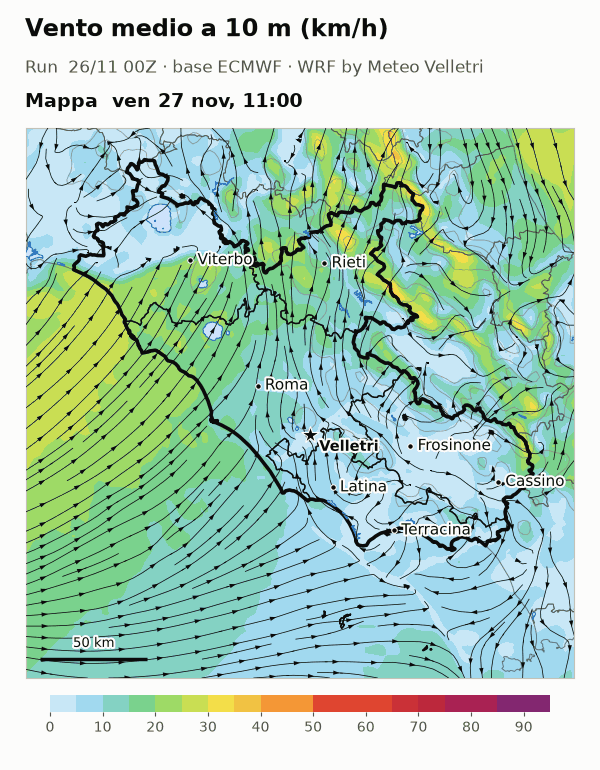 Vento medio a 10 m (km/h)
Run  26/11 00Z · base ECMWF · WRF by Meteo Velletri
Mappa  ven 27 nov, 11:00
Viterbo
Rieti
Roma
Velletri
Frosinone
Latina
Cassino
Terracina
50 km
0 10 20 30 40 50 60 70 80 90